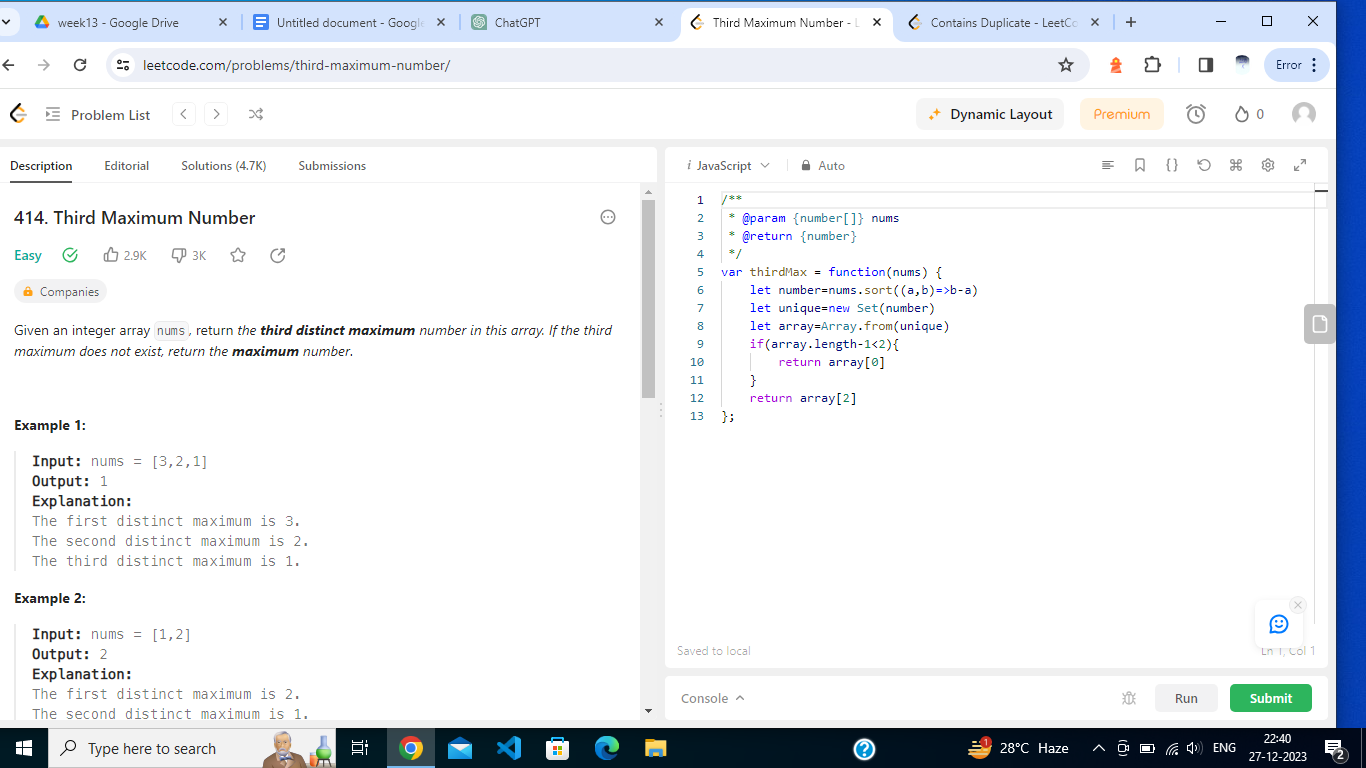 week13 - Google Drive
Untitled document - Google
ChatGPT
Third Maximum Number - L
Contains Duplicate - LeetCo
leetcode.com/problems/third-maximum-number/
Error
Problem List
Dynamic Layout
Premium
0
Description Editorial Solutions (4.7K) Submissions
414. Third Maximum Number
Easy 2.9K 3K
Companies
Given an integer array nums, return the third distinct maximum number in this array. If the third
maximum does not exist, return the maximum number.
Example 1:
Input: nums = [3,2,1]
Output: 1
Explanation:
The first distinct maximum is 3.
The second distinct maximum is 2.
The third distinct maximum is 1.
Example 2:
Input: nums = [1,2]
Output: 2
Explanation:
The first distinct maximum is 2.
The second distinct maximum is 1.
i JavaScript Auto
1 /**
2 * @param {number[]} nums
3 * @return {number}
4 */
5 var thirdMax = function(nums) {
6 let number=nums.sort((a,b)=>b-a)
7 let unique=new Set(number)
8 let array=Array.from(unique)
9 if(array.length-1<2){
10 return array[0]
11 }
12 return array[2]
13 };
Saved to local
Ln 1, Col 1
Console
Run
Submit
Type here to search
1
28°C Haze
ENG
22:40
27-12-2023
2